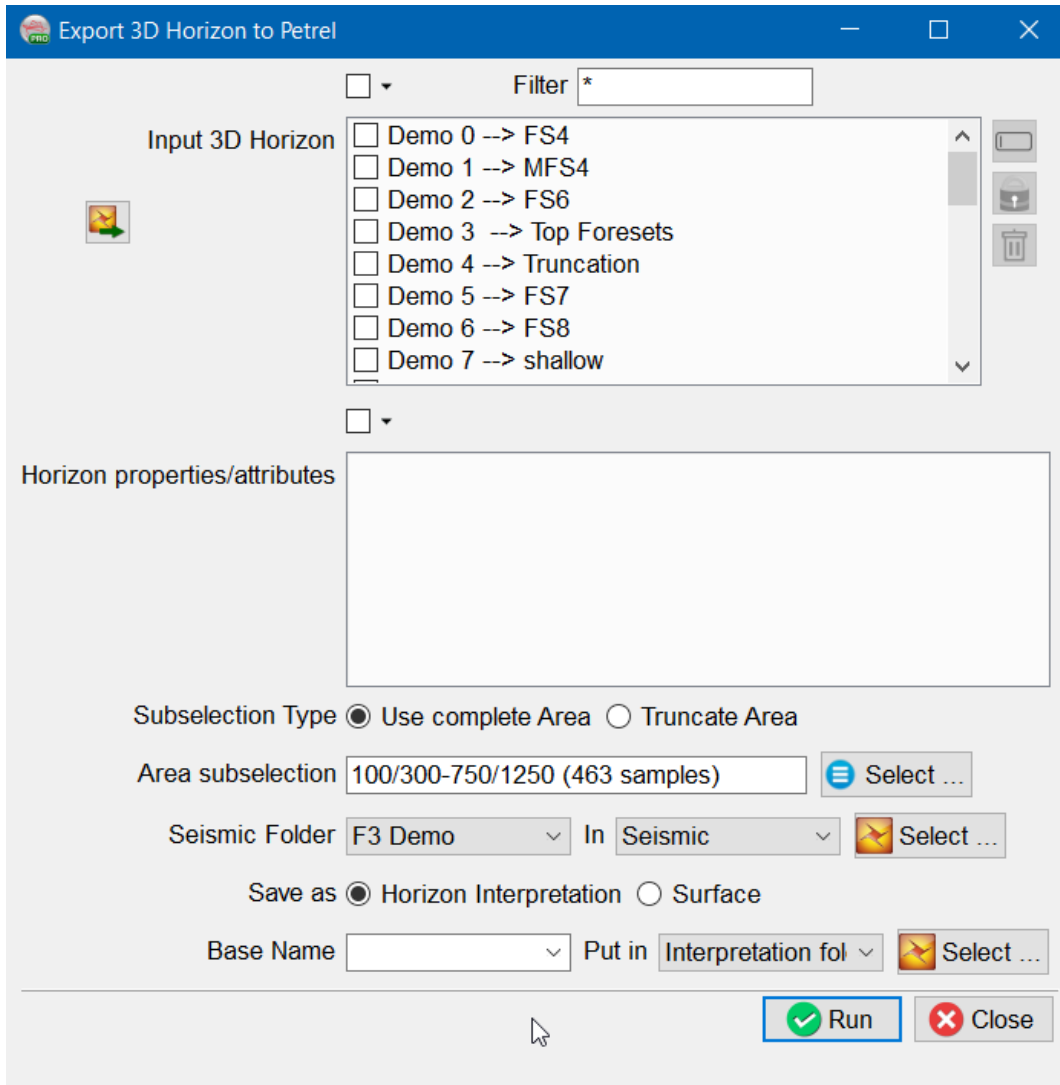 Export 3D Horizon to Petrel
Filter *
Input 3D Horizon
Demo 0 --> FS4
Demo 1 --> MFS4
Demo 2 --> FS6
Demo 3 --> Top Foresets
Demo 4 --> Truncation
Demo 5 --> FS7
Demo 6 --> FS8
Demo 7 --> shallow
Horizon properties/attributes
Subselection Type Use complete Area Truncate Area
Area subselection 100/300-750/1250 (463 samples) Select ...
Seismic Folder F3 Demo In Seismic Select ...
Save as Horizon Interpretation Surface
Base Name Put in Interpretation fol Select ...
Run Close